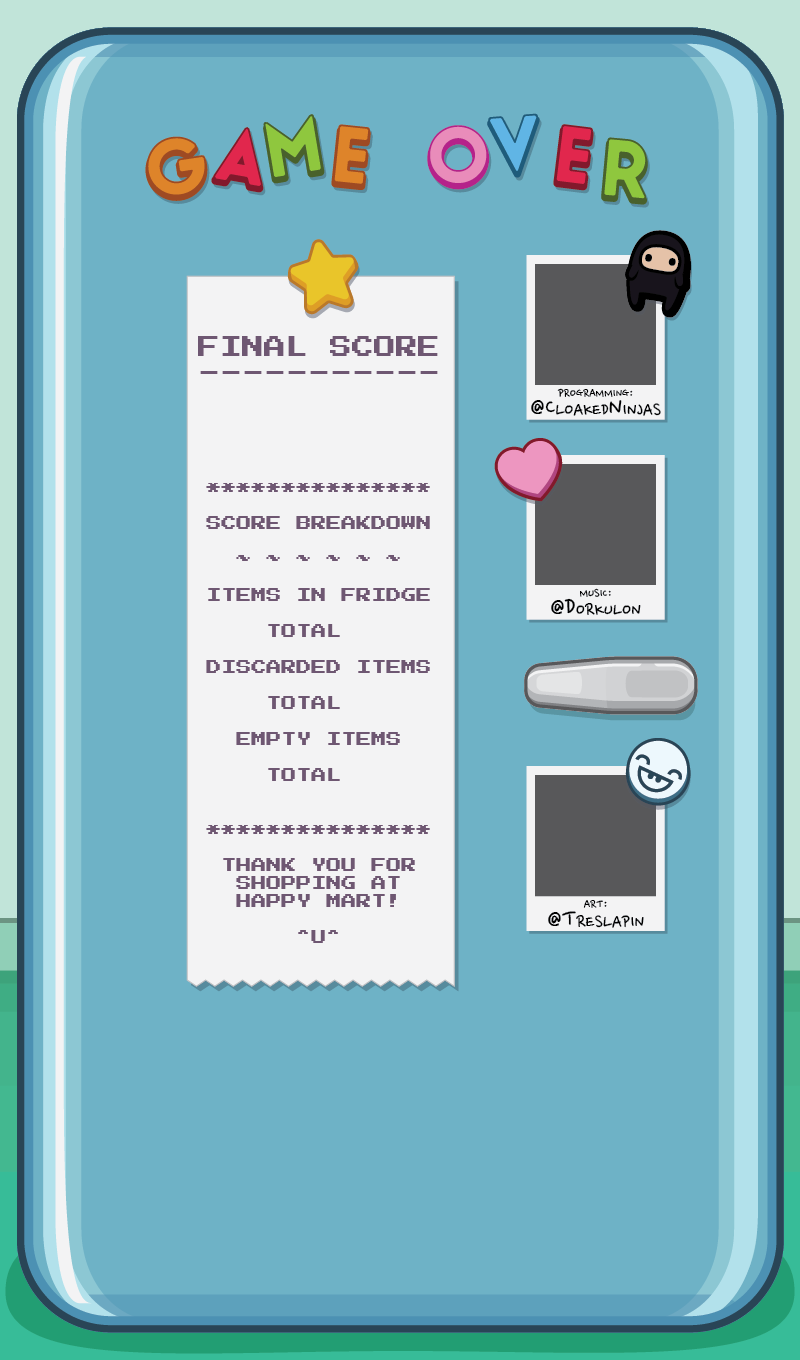 GAME OVER
FINAL SCORE
-----------
***************
SCORE BREAKDOWN
~ ~ ~ ~ ~ ~
ITEMS IN FRIDGE
TOTAL
DISCARDED ITEMS
TOTAL
EMPTY ITEMS
TOTAL
***************
THANK YOU FOR
SHOPPING AT
HAPPY MART!
^U^
PROGRAMMING:
@CLOAKEDNINJAS
MUSIC:
@DORKULON
ART:
@TRESLAPIN